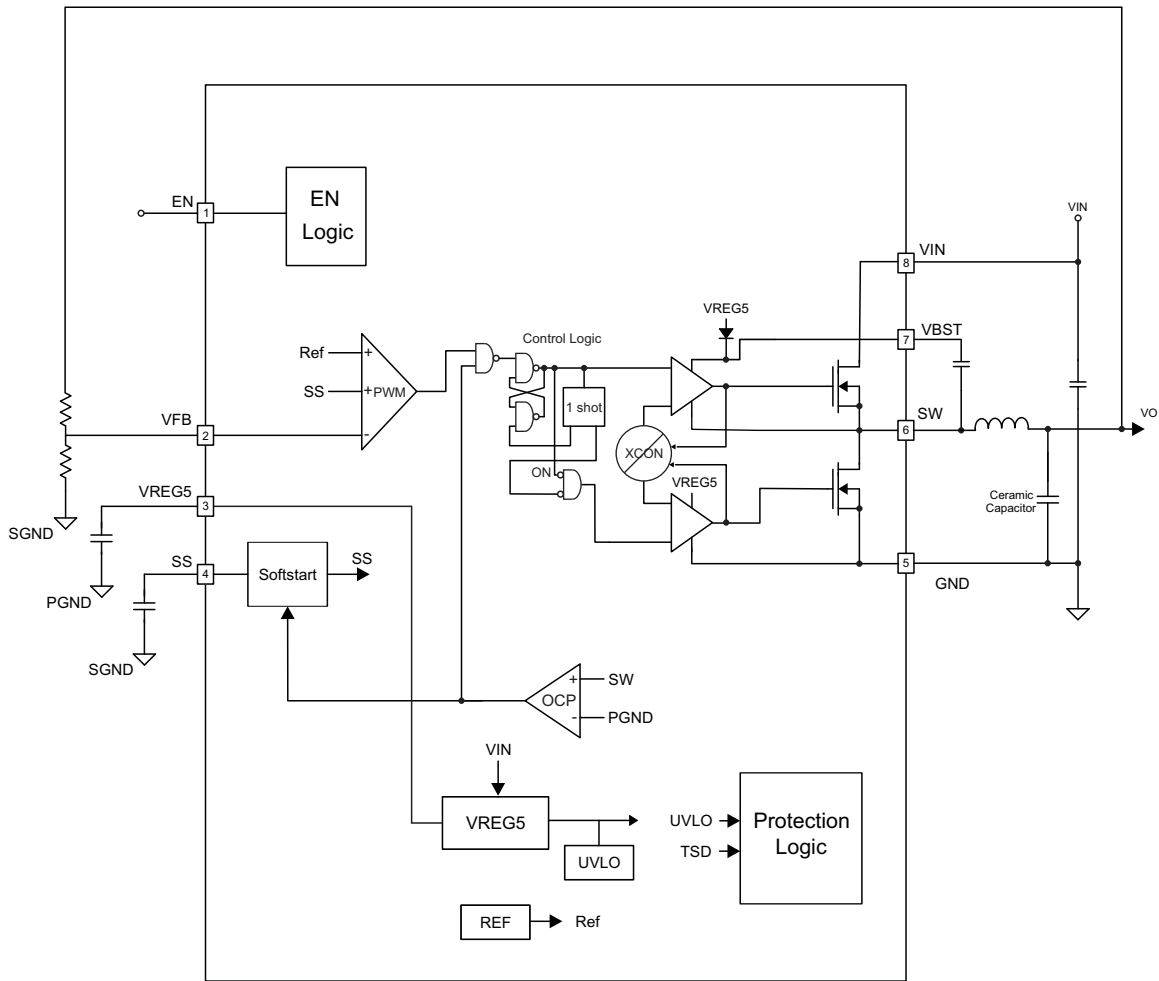 EN
1
EN
Logic
VIN
VIN
8
VREG5
VBST
7
Control Logic
Ref
+
SS
+
PWM
-
1 shot
VFB
2
SW
6
VO
XCON
ON
VREG5
Ceramic
Capacitor
VREG5
3
SGND
SS
4
Softstart
SS
5
GND
PGND
SGND
+
SW
OCP
-
PGND
VIN
VREG5
UVLO
UVLO
TSD
Protection
Logic
REF
Ref